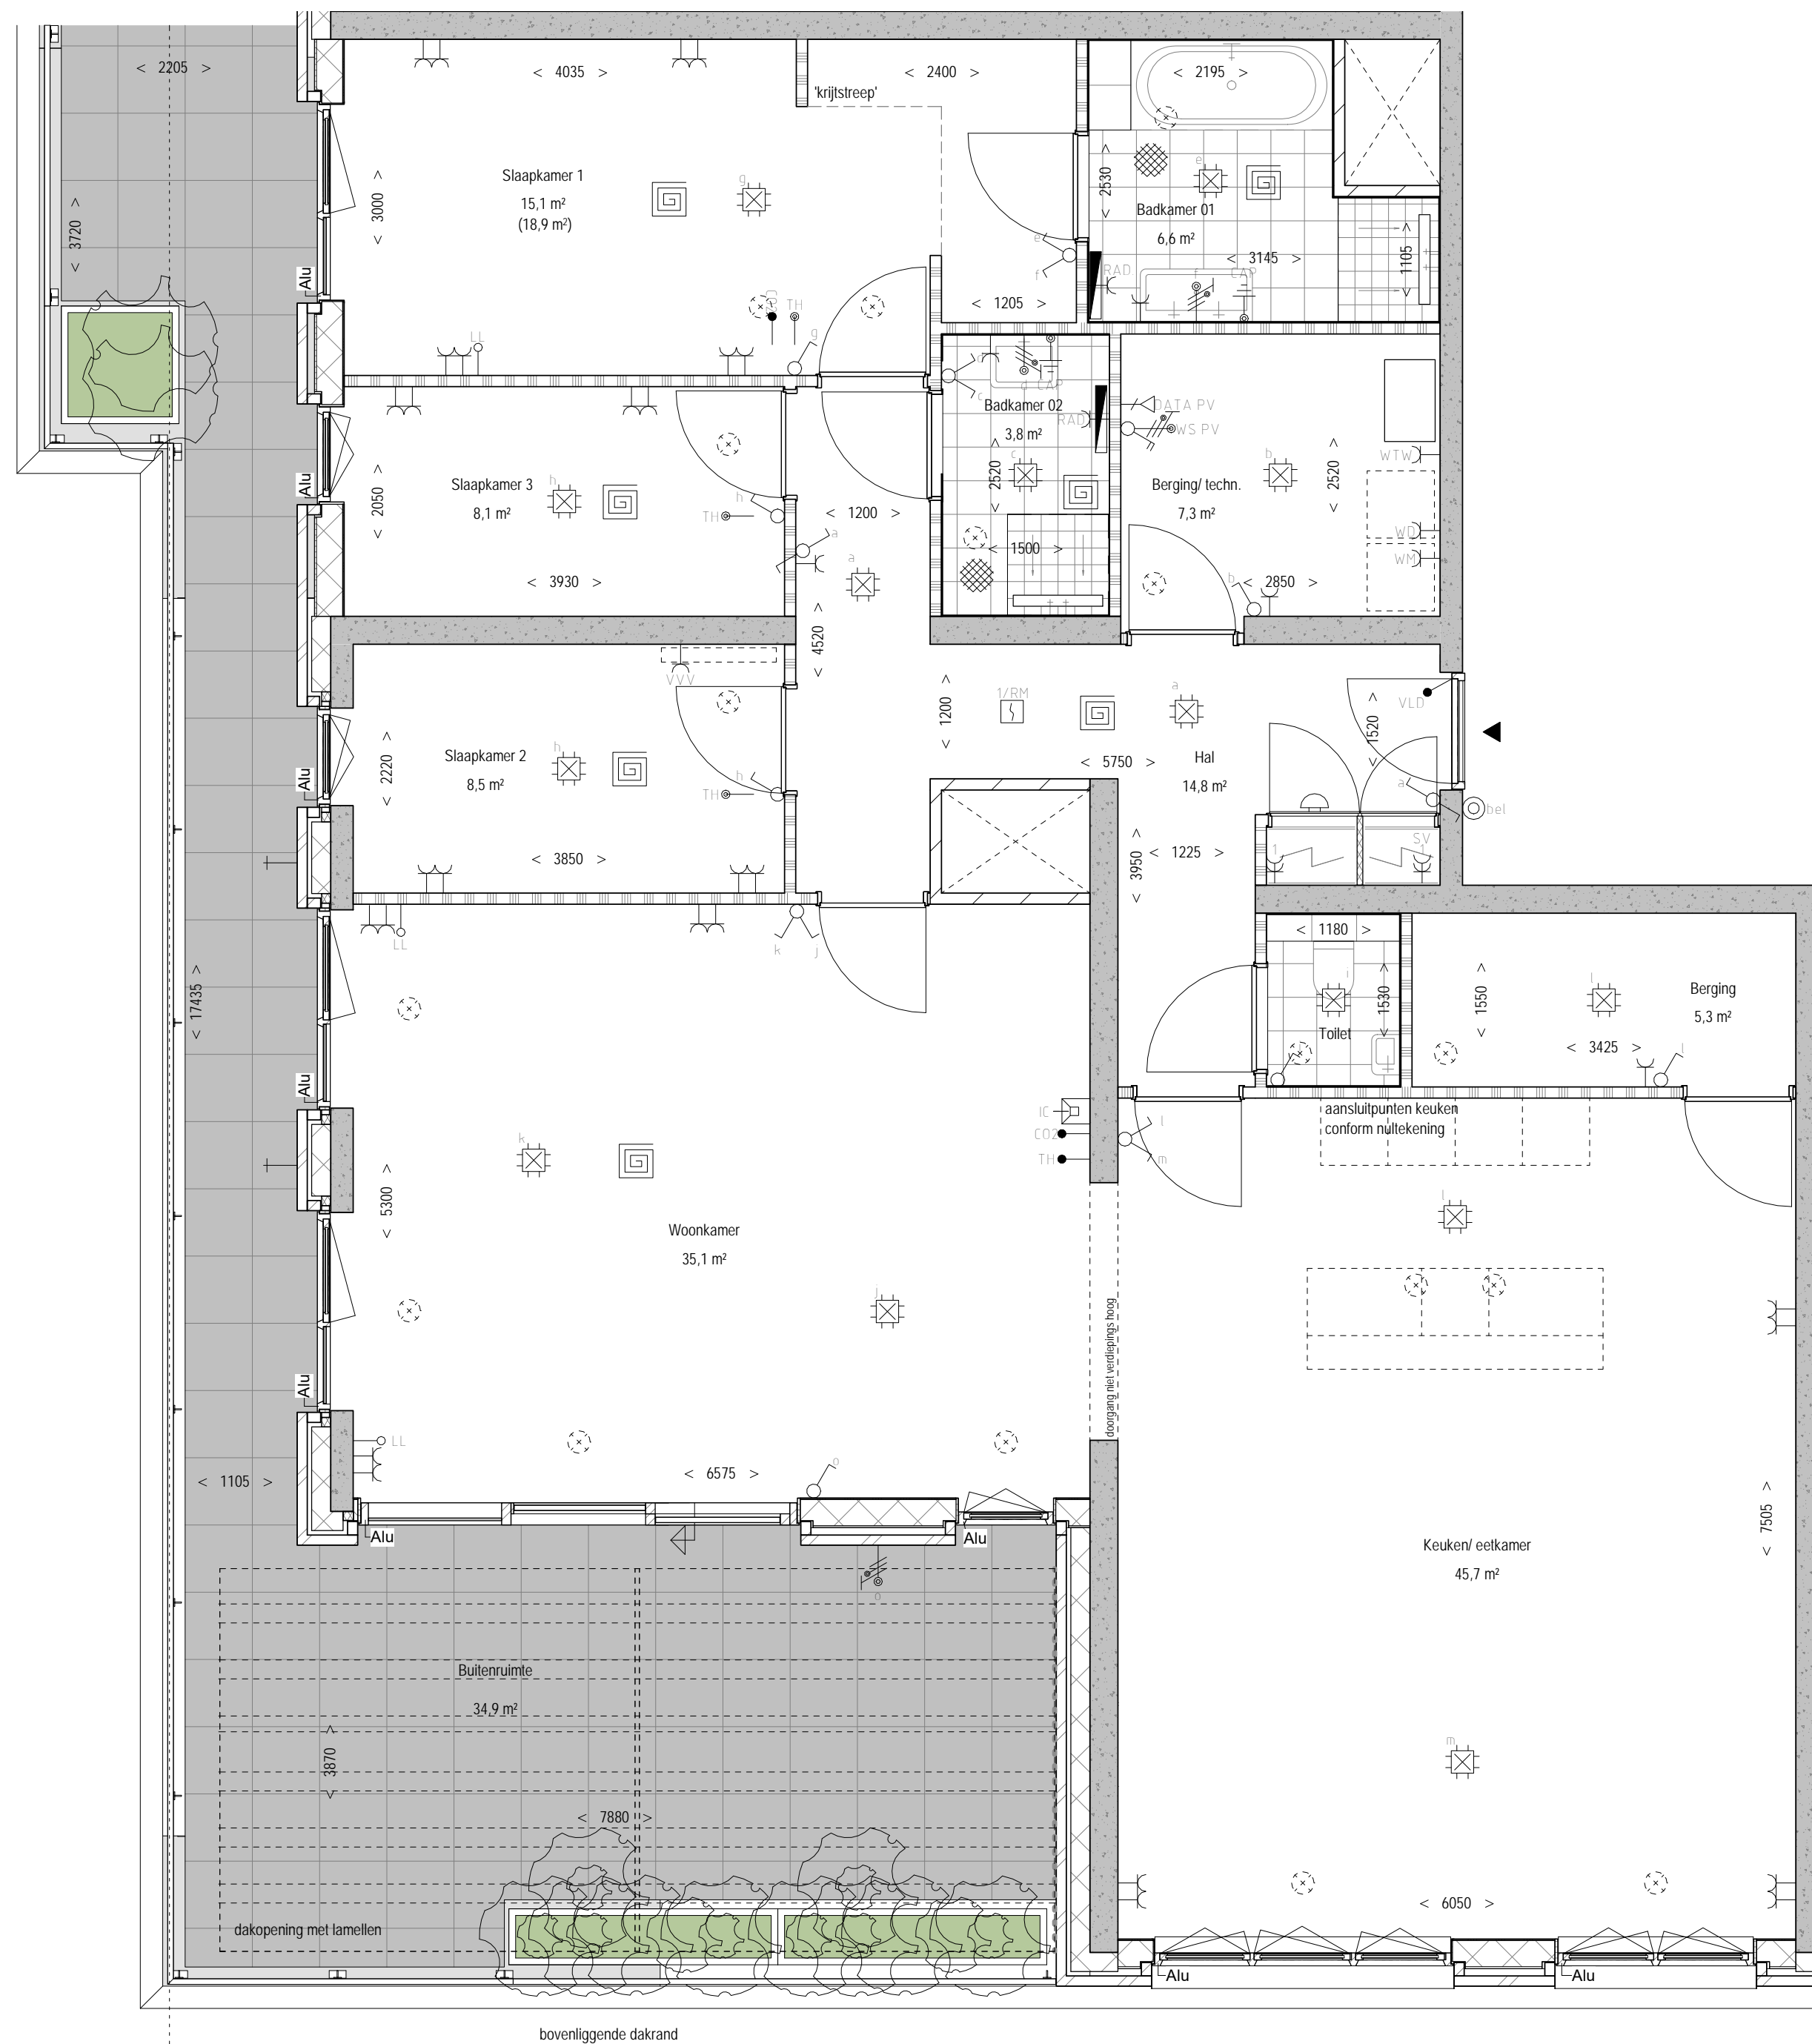 < 2205 >
< 4035 >
< 2400 >
< 2195 >
'krijtstreep'
Slaapkamer 1
15,1 m²
(18,9 m²)
g
< 3000 >
< 3720 >
Alu
< 2530 >
e
Badkamer 01
6,6 m²
< 3145 >
< 1105 >
e
f
RAD
f
CAP
< 1205 >
LL
CO2
TH
g
d
c
d CAP
Badkamer 02
RAD
3,8 m²
c
< 2520 >
< 1500 >
DATA PV
WS PV
b
Berging/ techn.
7,3 m²
< 2520 >
WTW
WD
WM
b
< 2850 >
Alu
< 2050 >
Slaapkamer 3
8,1 m²
h
h
TH
< 3930 >
< 1200 >
a
a
< 4520 >
VVV
Slaapkamer 2
8,5 m²
h
h
TH
< 2220 >
Alu
< 3850 >
< 1200 >
1/RM
a
< 5750 >
Hal
14,8 m²
VLD
< 1520 >
a
bel
SV
1
1
< 3950 >
< 1225 >
LL
k
j
< 1180 >
< 1530 >
Toilet
< 1550 >
l
Berging
5,3 m²
< 3425 >
l
< 17435 >
Alu
IC
CO2
TH
l
m
aansluitpunten keuken
conform nultekening
k
< 5300 >
Woonkamer
35,1 m²
l
j
doorgang niet verdiepings hoog
Alu
LL
< 1105 >
< 6575 >
o
Alu
Alu
o
Keuken/ eetkamer
45,7 m²
< 7505 >
Buitenruimte
34,9 m²
< 3870 >
m
< 7880 >
dakopening met lamellen
< 6050 >
Alu
Alu
bovenliggende dakrand